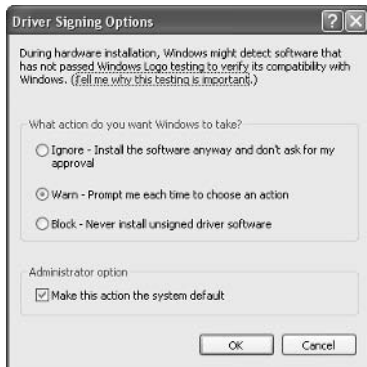 Driver Signing Options
During hardware installation, Windows might detect software that
has not passed Windows Logo testing to verify its compatibility with
Windows. (Tell me why this testing is important.)
What action do you want Windows to take?
Ignore - Install the software anyway and don't ask for my
approval
Warn - Prompt me each time to choose an action
Block - Never install unsigned driver software
Administrator option
Make this action the system default
OK Cancel